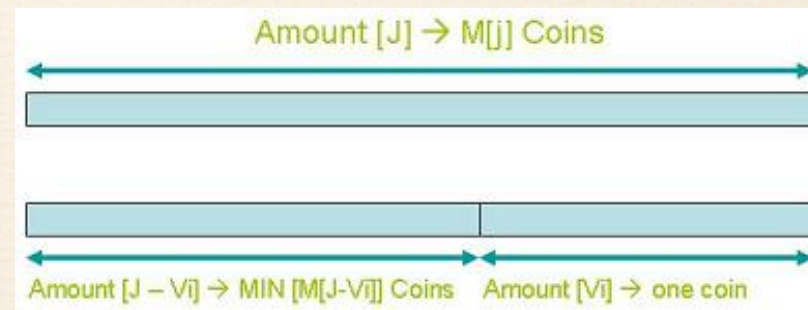 Amount [J] → M[j] Coins
Amount [J – Vi] → MIN [M[J-Vi]] Coins Amount [Vi] → one coin